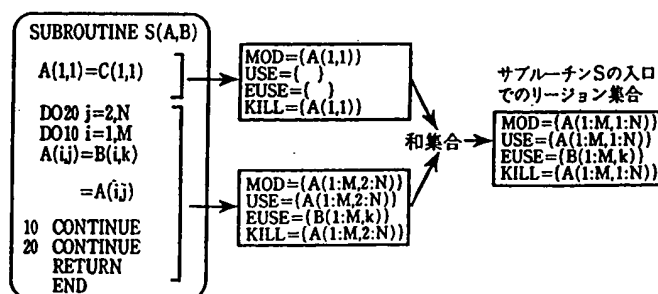 SUBROUTINE S(A,B)
A(1,1)=C(1,1)
DO20 j=2,N
DO10 i=1,M
A(i,j)=B(i,k)
=A(i,j)
10 CONTINUE
20 CONTINUE
RETURN
END
MOD={A(1,1)}
USE={ }
EUSE={ }
KILL={A(1,1)}
MOD={A(1:M,2:N)}
USE={A(1:M,2:N)}
EUSE={B(1:M,k)}
KILL={A(1:M,2:N)}
和集合
サブルーチンSの入口
でのリージョン集合
MOD={A(1:M,1:N)}
USE={A(1:M,1:N)}
EUSE={B(1:M,k)}
KILL={A(1:M,1:N)}